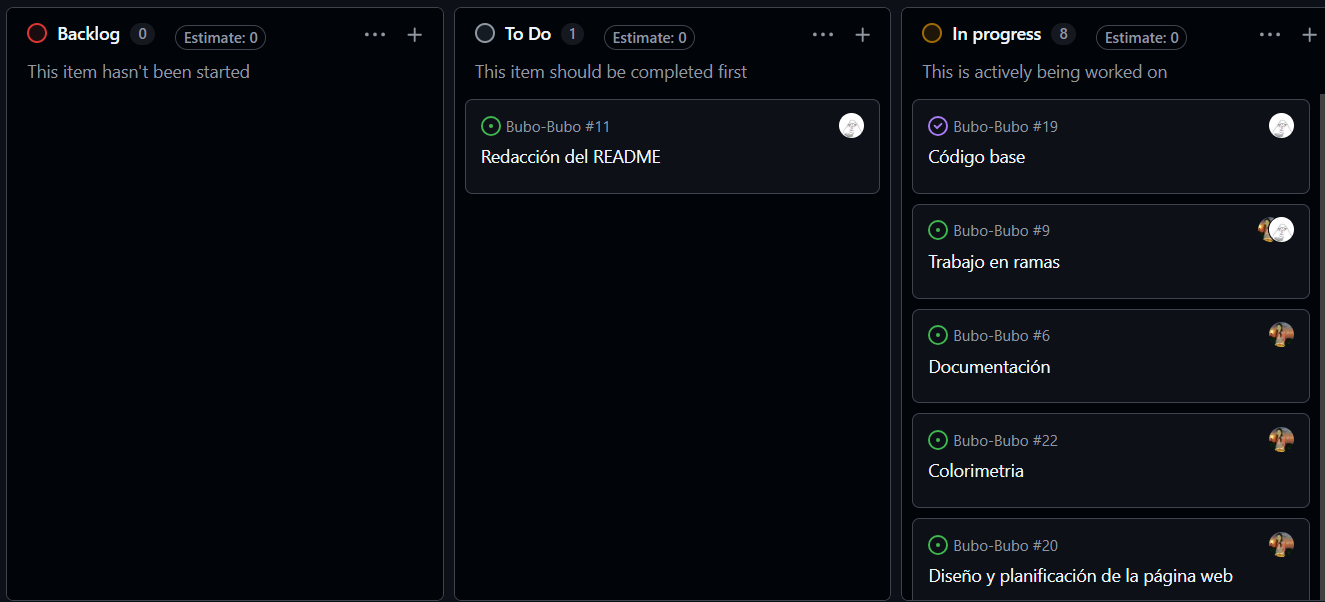 Backlog 0 Estimate: 0
This item hasn't been started
To Do 1 Estimate: 0
This item should be completed first
Bubo-Bubo #11
Redacción del README
In progress 8 Estimate: 0
This is actively being worked on
Bubo-Bubo #19
Código base
Bubo-Bubo #9
Trabajo en ramas
Bubo-Bubo #6
Documentación
Bubo-Bubo #22
Colorimetria
Bubo-Bubo #20
Diseño y planificación de la página web